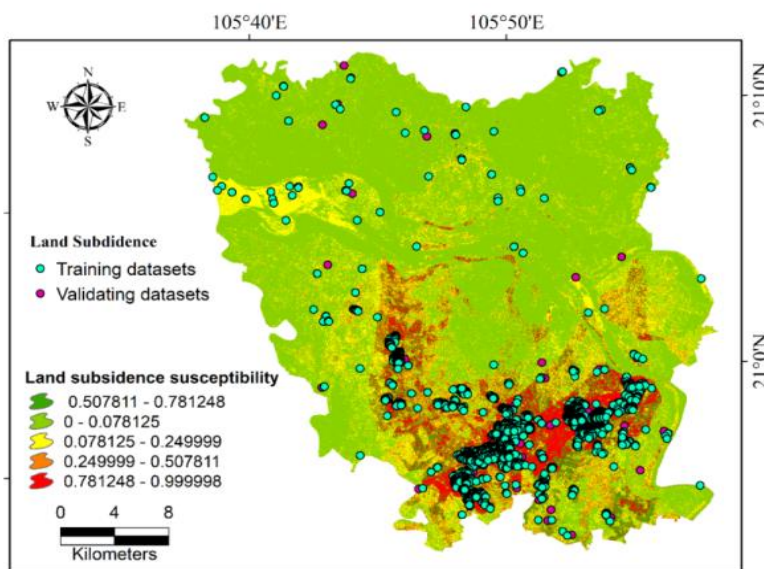 105°40'E 105°50'E
N
W E
S
21°10'N
Land Subdidence
Training datasets
Validating datasets
21°0'N
Land subsidence susceptibility
0.507811 - 0.781248
0 - 0.078125
0.078125 - 0.249999
0.249999 - 0.507811
0.781248 - 0.999998
0 4 8
Kilometers